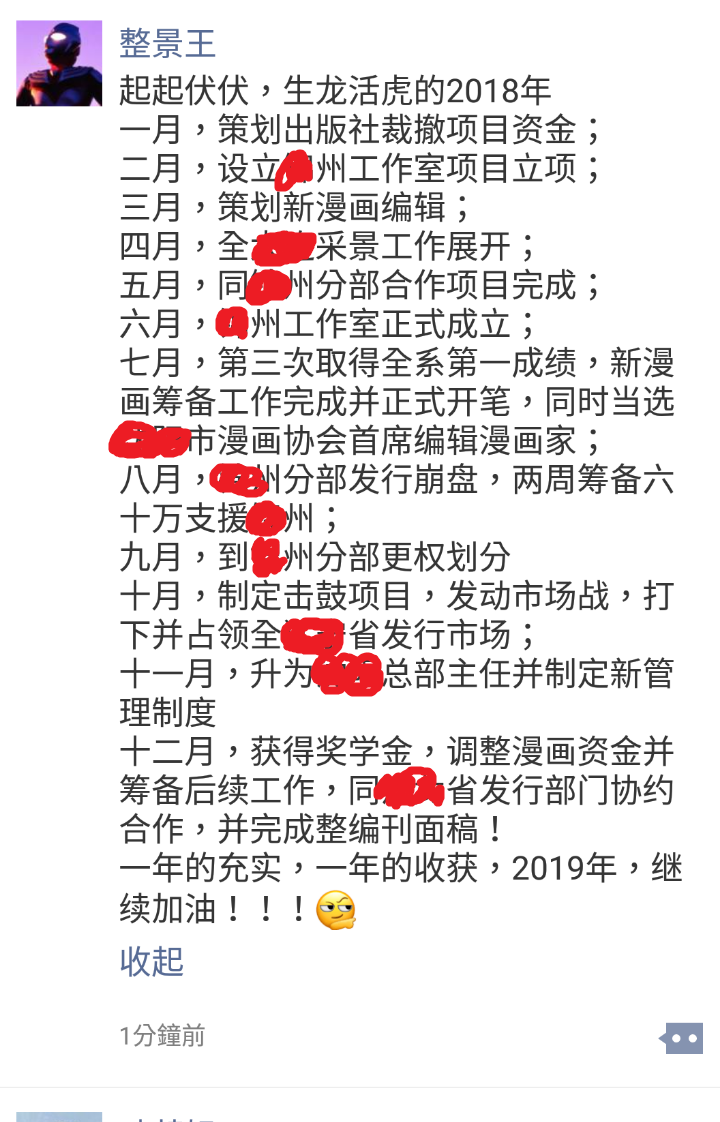 整景王
起起伏伏，生龙活虎的2018年
一月，策划出版社裁撤项目资金；
二月，设立州工作室项目立项；
三月，策划新漫画编辑；
四月，全采景工作展开；
五月，同州分部合作项目完成；
六月，州工作室正式成立；
七月，第三次取得全系第一成绩，新漫
画筹备工作完成并正式开笔，同时当选
市漫画协会首席编辑漫画家；
八月，州分部发行崩盘，两周筹备六
十万支援州；
九月，到州分部更权划分
十月，制定击鼓项目，发动市场战，打
下并占领全省发行市场；
十一月，升为总部主任并制定新管
理制度
十二月，获得奖学金，调整漫画资金并
筹备后续工作，同省发行部门协约
合作，并完成整编刊面稿！
一年的充实，一年的收获，2019年，继
续加油！！！
收起
1分鐘前